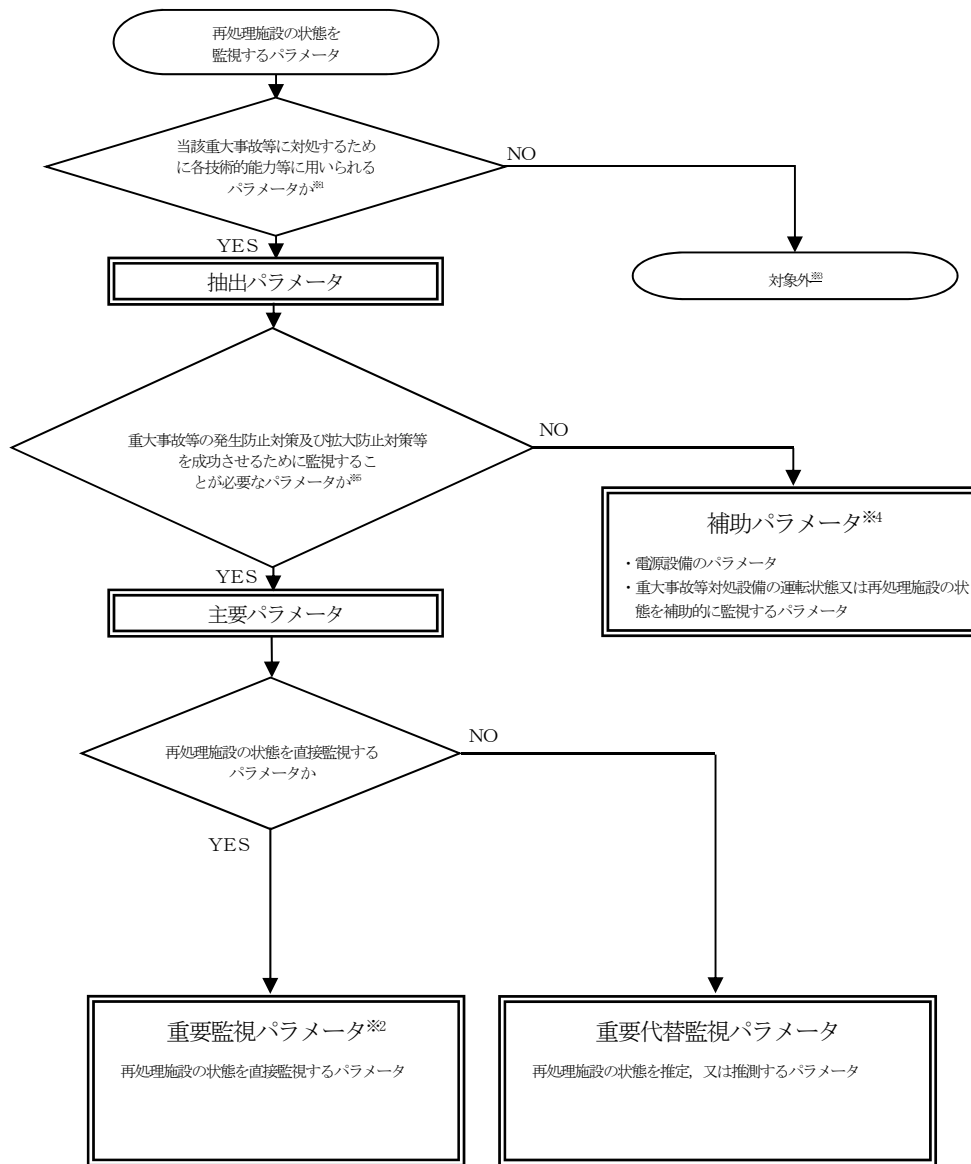 再処理施設の状態を
監視するパラメータ
当該重大事故等に対処するため
に各技術的能力等に用いられる
パラメータか※1
NO
YES
抽出パラメータ
対象外※3
重大事故等の発生防止対策及び拡大防止対策等
を成功させるために監視するこ
とが必要なパラメータか※5
NO
補助パラメータ※4
・電源設備のパラメータ
・重大事故等対処設備の運転状態又は再処理施設の状
態を補助的に監視するパラメータ
YES
主要パラメータ
再処理施設の状態を直接監視する
パラメータか
NO
YES
重要監視パラメータ※2
再処理施設の状態を直接監視するパラメータ
重要代替監視パラメータ
再処理施設の状態を推定，又は推測するパラメータ